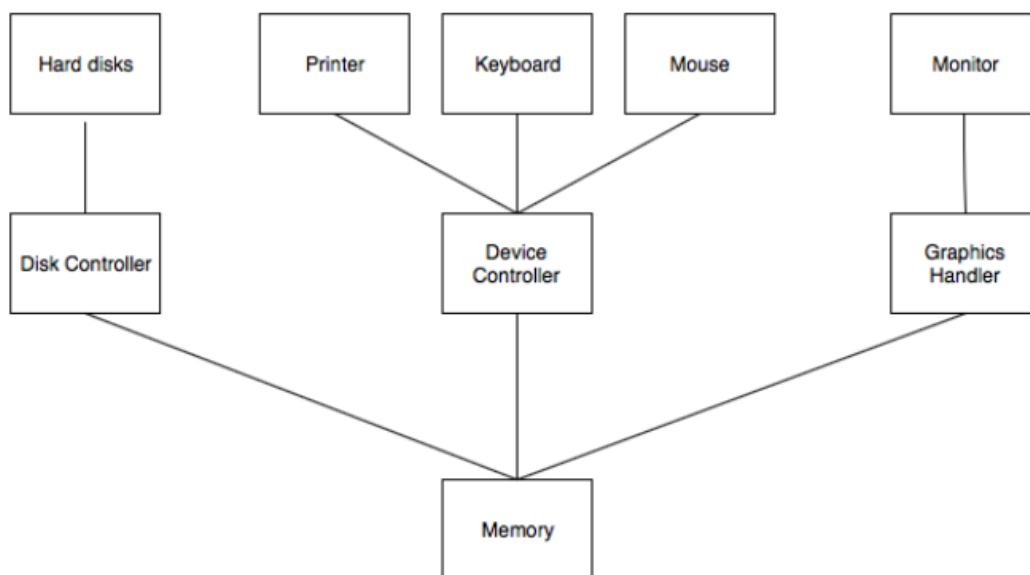 Hard disks
Printer
Keyboard
Mouse
Monitor
Disk Controller
Device
Controller
Graphics
Handler
Memory